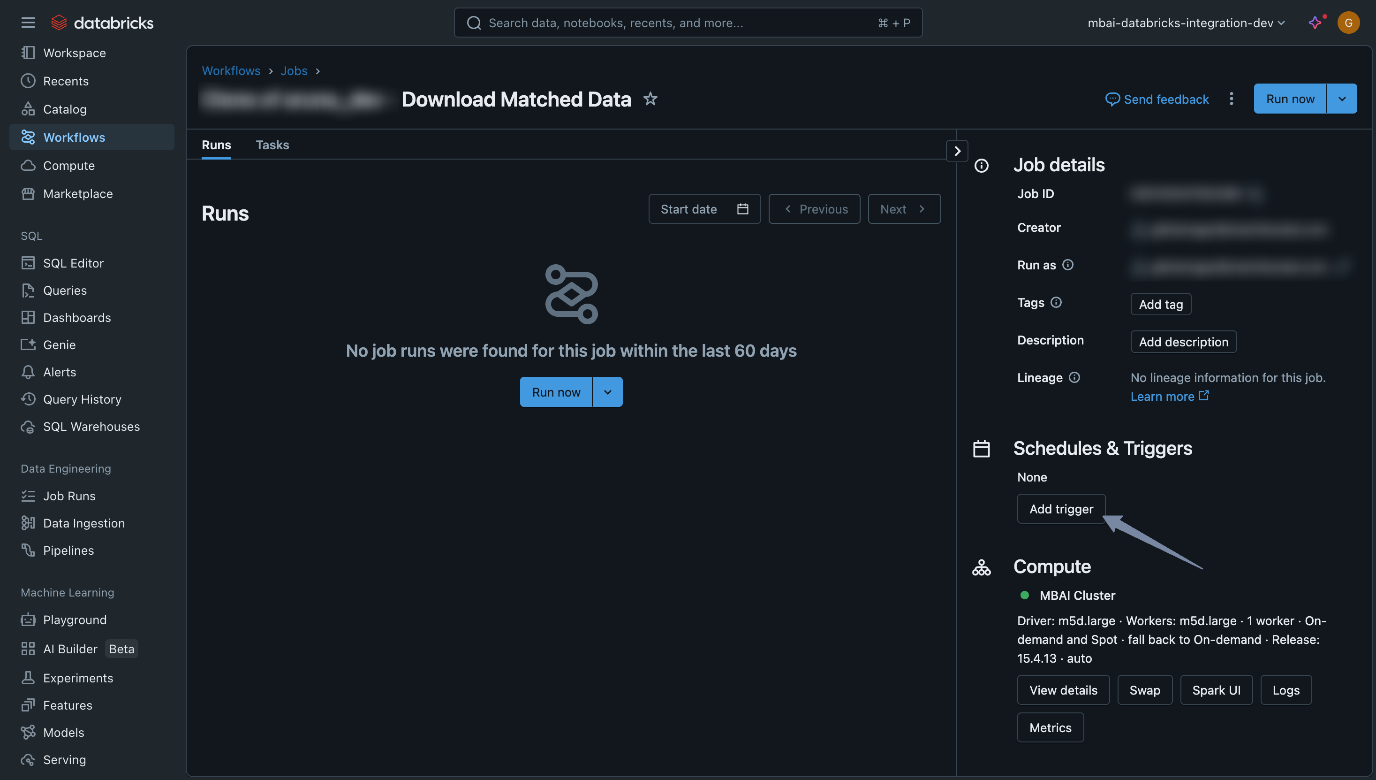 databricks
Search data, notebooks, recents, and more...
⌘ + P
mbai-databricks-integration-dev
G
Workspace
Recents
Catalog
Workflows
Compute
Marketplace
SQL
SQL Editor
Queries
Dashboards
Genie
Alerts
Query History
SQL Warehouses
Data Engineering
Job Runs
Data Ingestion
Pipelines
Machine Learning
Playground
AI Builder Beta
Experiments
Features
Models
Serving
Workflows › Jobs ›
Download Matched Data
Send feedback
Run now
Runs Tasks
Runs
Start date
Previous
Next
No job runs were found for this job within the last 60 days
Run now
Job details
Job ID
Creator
Run as
Tags
Add tag
Description
Add description
Lineage
No lineage information for this job.
Learn more
Schedules & Triggers
None
Add trigger
Compute
MBAI Cluster
Driver: m5d.large · Workers: m5d.large · 1 worker · On-
demand and Spot · fall back to On-demand · Release:
15.4.13 · auto
View details
Swap
Spark UI
Logs
Metrics